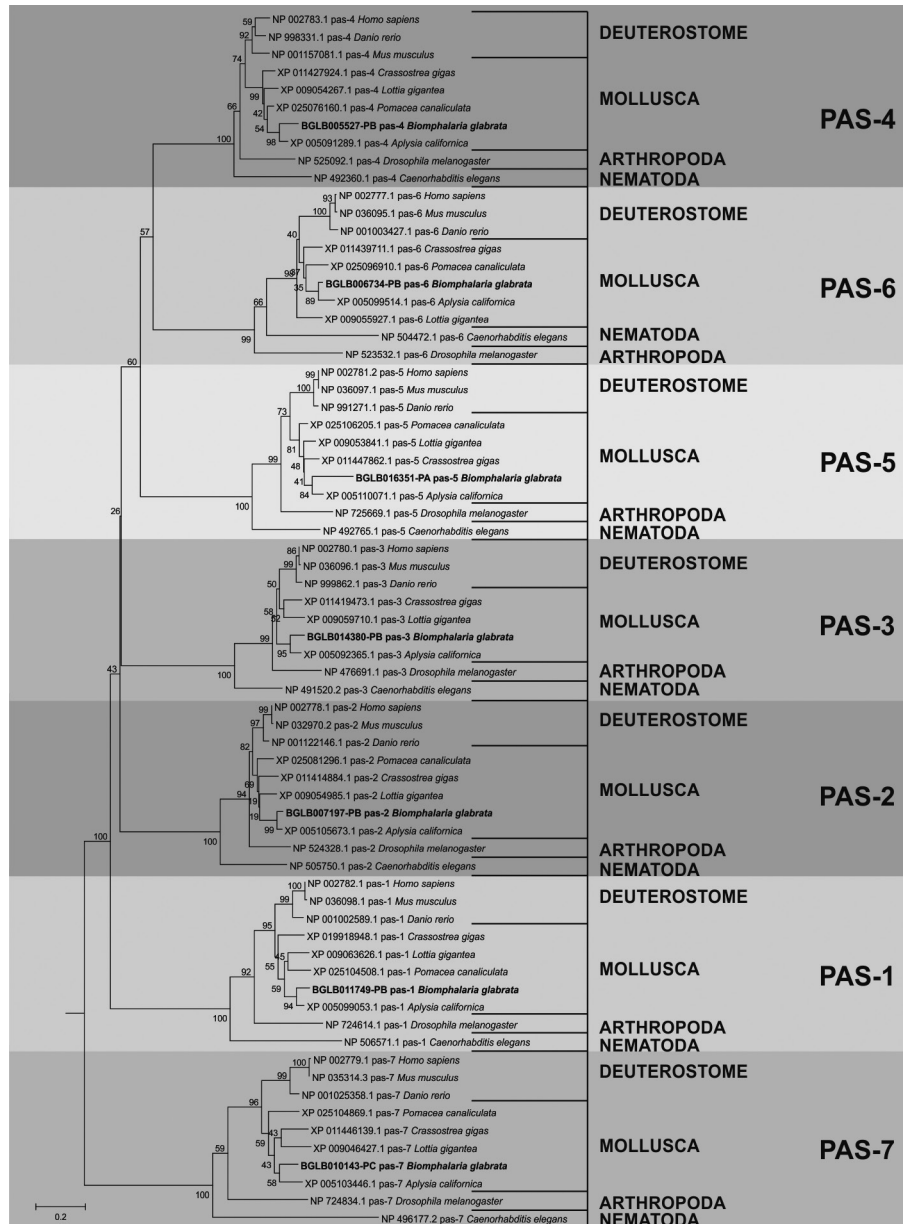 NP 002783.1 pas-4 Homo sapiens
NP 998331.1 pas-4 Danio rerio
NP 001157081.1 pas-4 Mus musculus
DEUTEROSTOME
XP 011427924.1 pas-4 Crassostrea gigas
XP 009054267.1 pas-4 Lottia gigantea
XP 025076160.1 pas-4 Pomacea canaliculata
BGLB005527-PB pas-4 Biomphalaria glabrata
XP 005091289.1 pas-4 Aplysia californica
MOLLUSCA
NP 525092.1 pas-4 Drosophila melanogaster
ARTHROPODA
NP 492360.1 pas-4 Caenorhabditis elegans
NEMATODA
PAS-4
59
92
74
99
42
54
98
66
100
NP 002777.1 pas-6 Homo sapiens
NP 036095.1 pas-6 Mus musculus
NP 001003427.1 pas-6 Danio rerio
DEUTEROSTOME
XP 011439711.1 pas-6 Crassostrea gigas
XP 025096910.1 pas-6 Pomacea canaliculata
BGLB006734-PB pas-6 Biomphalaria glabrata
XP 005099514.1 pas-6 Aplysia californica
XP 009055927.1 pas-6 Lottia gigantea
MOLLUSCA
NP 504472.1 pas-6 Caenorhabditis elegans
NEMATODA
NP 523532.1 pas-6 Drosophila melanogaster
ARTHROPODA
PAS-6
93
100
40
35
89
66
99
57
60
NP 002781.2 pas-5 Homo sapiens
NP 036097.1 pas-5 Mus musculus
NP 991271.1 pas-5 Danio rerio
DEUTEROSTOME
XP 025106205.1 pas-5 Pomacea canaliculata
XP 009053841.1 pas-5 Lottia gigantea
XP 011447862.1 pas-5 Crassostrea gigas
BGLB016351-PA pas-5 Biomphalaria glabrata
XP 005110071.1 pas-5 Aplysia californica
MOLLUSCA
NP 725669.1 pas-5 Drosophila melanogaster
ARTHROPODA
NP 492765.1 pas-5 Caenorhabditis elegans
NEMATODA
PAS-5
99
100
73
81
48
41
84
99
100
26
NP 002780.1 pas-3 Homo sapiens
NP 036096.1 pas-3 Mus musculus
NP 999862.1 pas-3 Danio rerio
DEUTEROSTOME
XP 011419473.1 pas-3 Crassostrea gigas
XP 009059710.1 pas-3 Lottia gigantea
BGLB014380-PB pas-3 Biomphalaria glabrata
XP 005092365.1 pas-3 Aplysia californica
MOLLUSCA
NP 476691.1 pas-3 Drosophila melanogaster
ARTHROPODA
NP 491520.2 pas-3 Caenorhabditis elegans
NEMATODA
PAS-3
86
99
50
58
99
95
100
43
NP 002778.1 pas-2 Homo sapiens
NP 032970.2 pas-2 Mus musculus
NP 001122146.1 pas-2 Danio rerio
DEUTEROSTOME
XP 025081296.1 pas-2 Pomacea canaliculata
XP 011414884.1 pas-2 Crassostrea gigas
XP 009054985.1 pas-2 Lottia gigantea
BGLB007197-PB pas-2 Biomphalaria glabrata
XP 005105673.1 pas-2 Aplysia californica
MOLLUSCA
NP 524328.1 pas-2 Drosophila melanogaster
ARTHROPODA
NP 505750.1 pas-2 Caenorhabditis elegans
NEMATODA
PAS-2
99
97
82
69
94
19
19
99
100
100
NP 002782.1 pas-1 Homo sapiens
NP 036098.1 pas-1 Mus musculus
NP 001002589.1 pas-1 Danio rerio
DEUTEROSTOME
XP 019918948.1 pas-1 Crassostrea gigas
XP 009063626.1 pas-1 Lottia gigantea
XP 025104508.1 pas-1 Pomacea canaliculata
BGLB011749-PB pas-1 Biomphalaria glabrata
XP 005099053.1 pas-1 Aplysia californica
MOLLUSCA
NP 724614.1 pas-1 Drosophila melanogaster
ARTHROPODA
NP 506571.1 pas-1 Caenorhabditis elegans
NEMATODA
PAS-1
100
99
95
45
55
59
92
94
100
NP 002779.1 pas-7 Homo sapiens
NP 035314.3 pas-7 Mus musculus
NP 001025358.1 pas-7 Danio rerio
DEUTEROSTOME
XP 025104869.1 pas-7 Pomacea canaliculata
XP 011446139.1 pas-7 Crassostrea gigas
XP 009046427.1 pas-7 Lottia gigantea
BGLB010143-PC pas-7 Biomphalaria glabrata
XP 005103446.1 pas-7 Aplysia californica
MOLLUSCA
NP 724834.1 pas-7 Drosophila melanogaster
ARTHROPODA
NP 496177.2 pas-7 Caenorhabditis elegans
NEMATODA
PAS-7
100
99
96
43
59
59
43
58
100
0.2